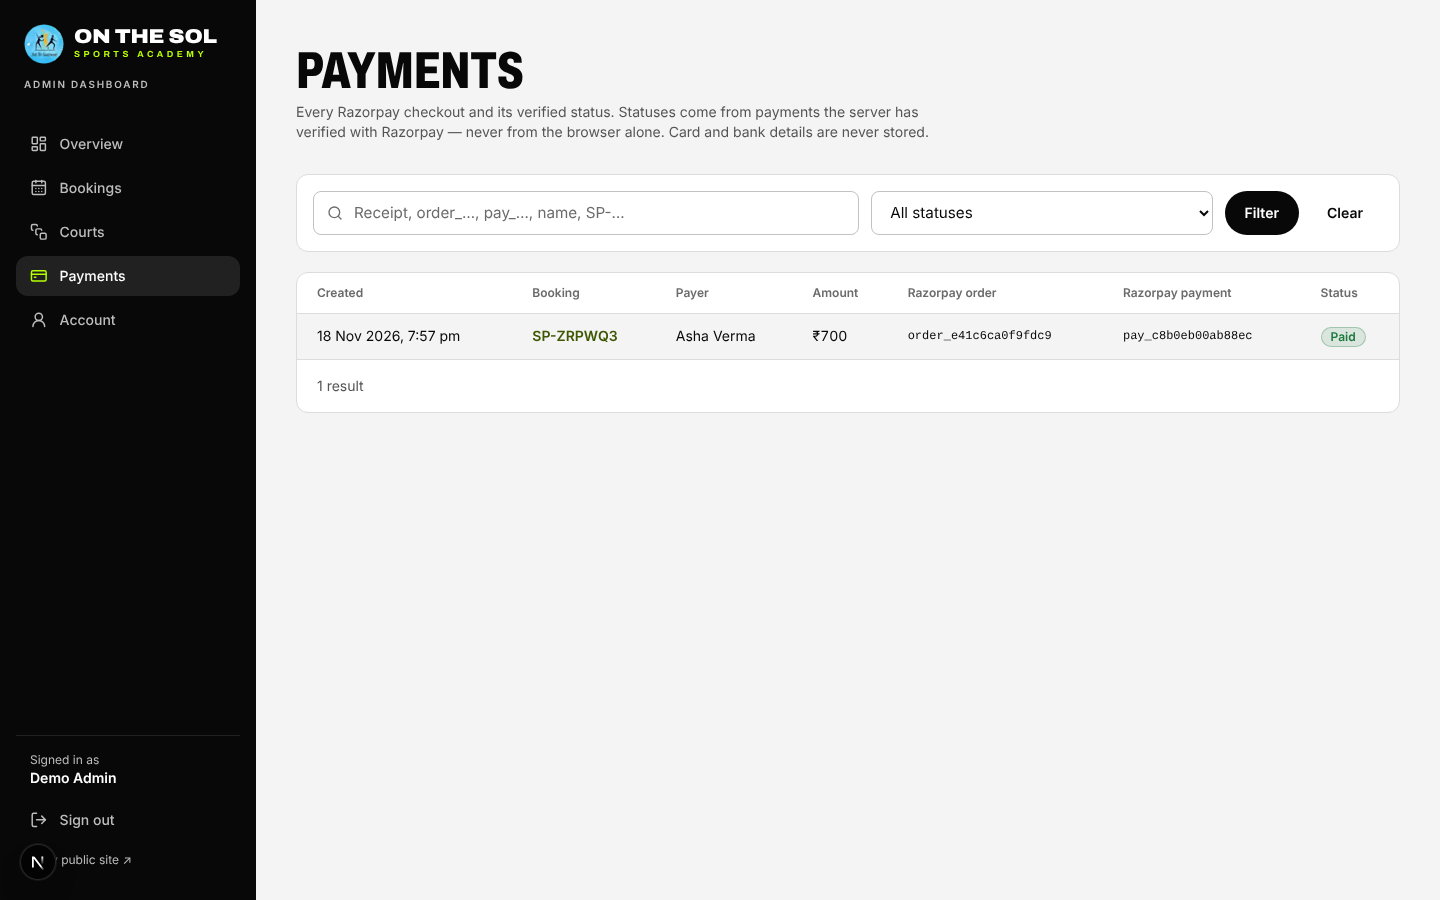 ON THE SOL
SPORTS ACADEMY
ADMIN DASHBOARD
Overview
Bookings
Courts
Payments
Account
Signed in as
Demo Admin
Sign out
public site ↗
N
PAYMENTS
Every Razorpay checkout and its verified status. Statuses come from payments the server has
verified with Razorpay — never from the browser alone. Card and bank details are never stored.
Receipt, order_..., pay_..., name, SP-...
All statuses
Filter
Clear
Created Booking Payer Amount Razorpay order Razorpay payment Status
18 Nov 2026, 7:57 pm SP-ZRPWQ3 Asha Verma ₹700 order_e41c6ca0f9fdc9 pay_c8b0eb00ab88ec Paid
1 result